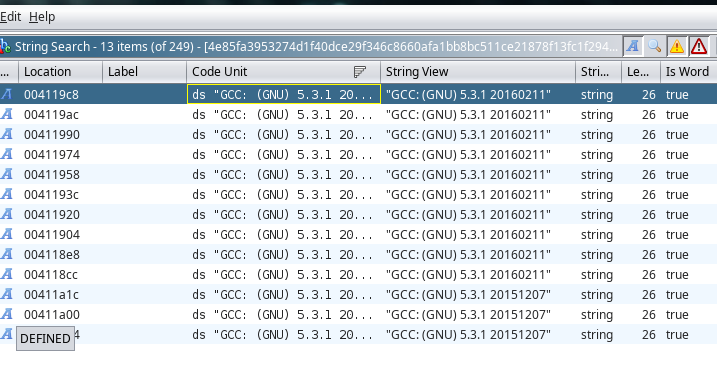 Edit Help
String Search - 13 items (of 249) - [4e85fa3953274d1f40dce29f346c8660afa1bb8bc511ce21878f13fc1f294...
... Location Label Code Unit String View Stri... Le... Is Word
004119c8 ds "GCC: (GNU) 5.3.1 20... "GCC: (GNU) 5.3.1 20160211" string 26 true
004119ac ds "GCC: (GNU) 5.3.1 20... "GCC: (GNU) 5.3.1 20160211" string 26 true
00411990 ds "GCC: (GNU) 5.3.1 20... "GCC: (GNU) 5.3.1 20160211" string 26 true
00411974 ds "GCC: (GNU) 5.3.1 20... "GCC: (GNU) 5.3.1 20160211" string 26 true
00411958 ds "GCC: (GNU) 5.3.1 20... "GCC: (GNU) 5.3.1 20160211" string 26 true
0041193c ds "GCC: (GNU) 5.3.1 20... "GCC: (GNU) 5.3.1 20160211" string 26 true
00411920 ds "GCC: (GNU) 5.3.1 20... "GCC: (GNU) 5.3.1 20160211" string 26 true
00411904 ds "GCC: (GNU) 5.3.1 20... "GCC: (GNU) 5.3.1 20160211" string 26 true
004118e8 ds "GCC: (GNU) 5.3.1 20... "GCC: (GNU) 5.3.1 20160211" string 26 true
004118cc ds "GCC: (GNU) 5.3.1 20... "GCC: (GNU) 5.3.1 20160211" string 26 true
00411a1c ds "GCC: (GNU) 5.3.1 20... "GCC: (GNU) 5.3.1 20151207" string 26 true
00411a00 ds "GCC: (GNU) 5.3.1 20... "GCC: (GNU) 5.3.1 20151207" string 26 true
DEFINED 4 ds "GCC: (GNU) 5.3.1 20... "GCC: (GNU) 5.3.1 20151207" string 26 true